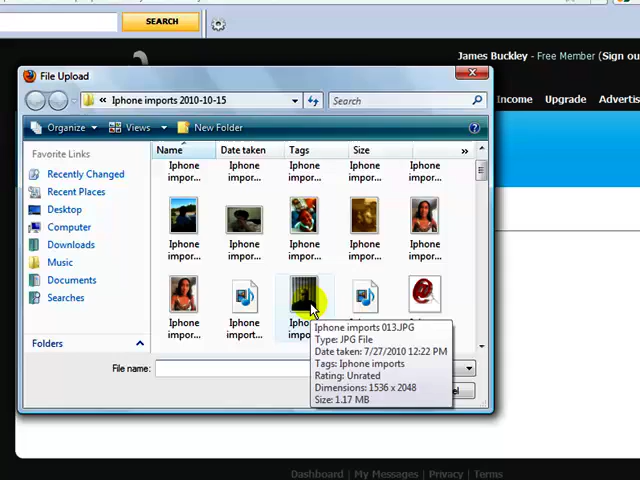 SEARCH
James Buckley - Free Member (Sign ou
Income Upgrade Adverti
File Upload
« Iphone imports 2010-10-15
Search
Organize Views New Folder
Favorite Links
Name Date taken Tags Size »
Recently Changed
Recent Places
Desktop
Computer
Downloads
Music
Documents
Searches
Folders
Iphone Iphone Iphone Iphone Iphone
impor... impor... impor... impor... impor...
Iphone Iphone Iphone Iphone Iphone
impor... impor... impor... impor... impor...
Iphone Iphone
impor... import...
Iphone imports 013.JPG
Type: JPG File
Date taken: 7/27/2010 12:22 PM
Tags: Iphone imports
Rating: Unrated
Dimensions: 1536 x 2048
Size: 1.17 MB
File name:
Dashboard | My Messages | Privacy | Terms